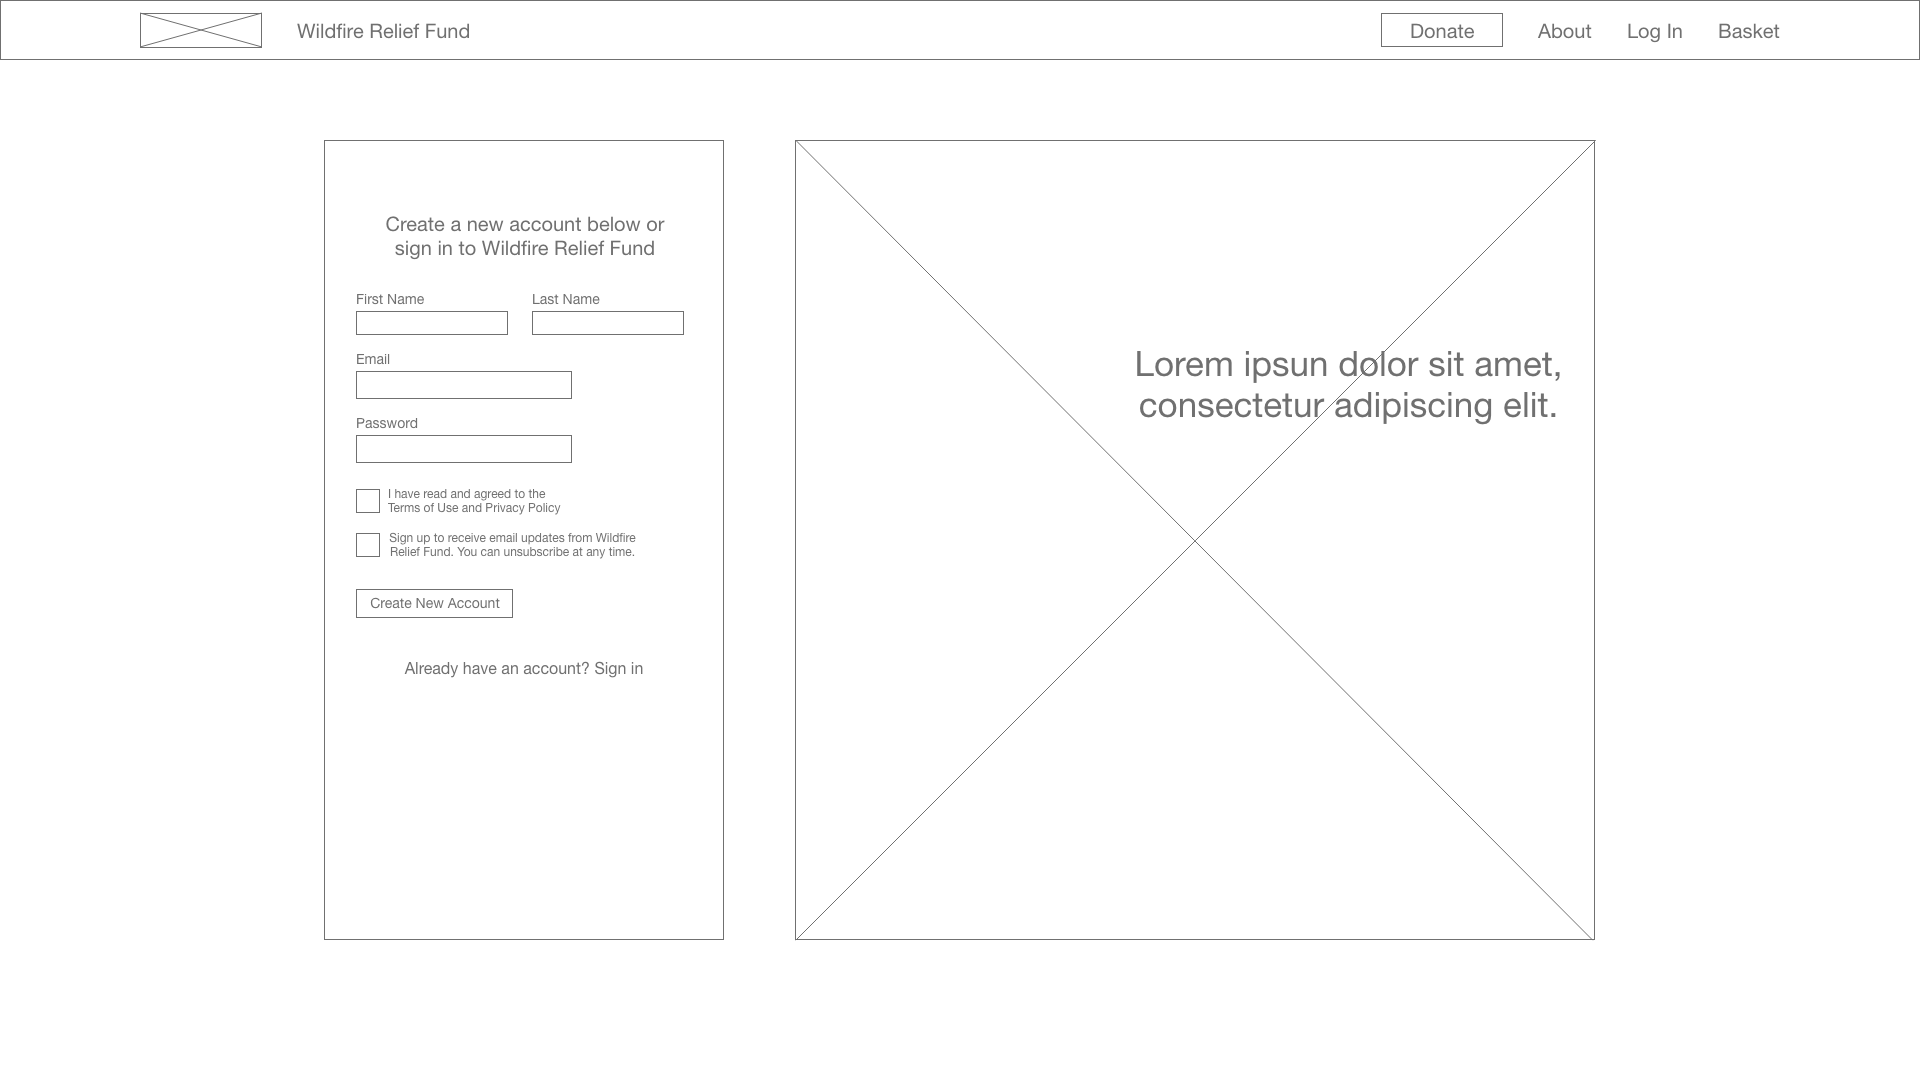 Wildfire Relief Fund
Donate
About
Log In
Basket
Create a new account below or
sign in to Wildfire Relief Fund
First Name
Last Name
Email
Password
I have read and agreed to the
Terms of Use and Privacy Policy
Sign up to receive email updates from Wildfire
Relief Fund. You can unsubscribe at any time.
Create New Account
Already have an account? Sign in
Lorem ipsun dolor sit amet,
consectetur adipiscing elit.